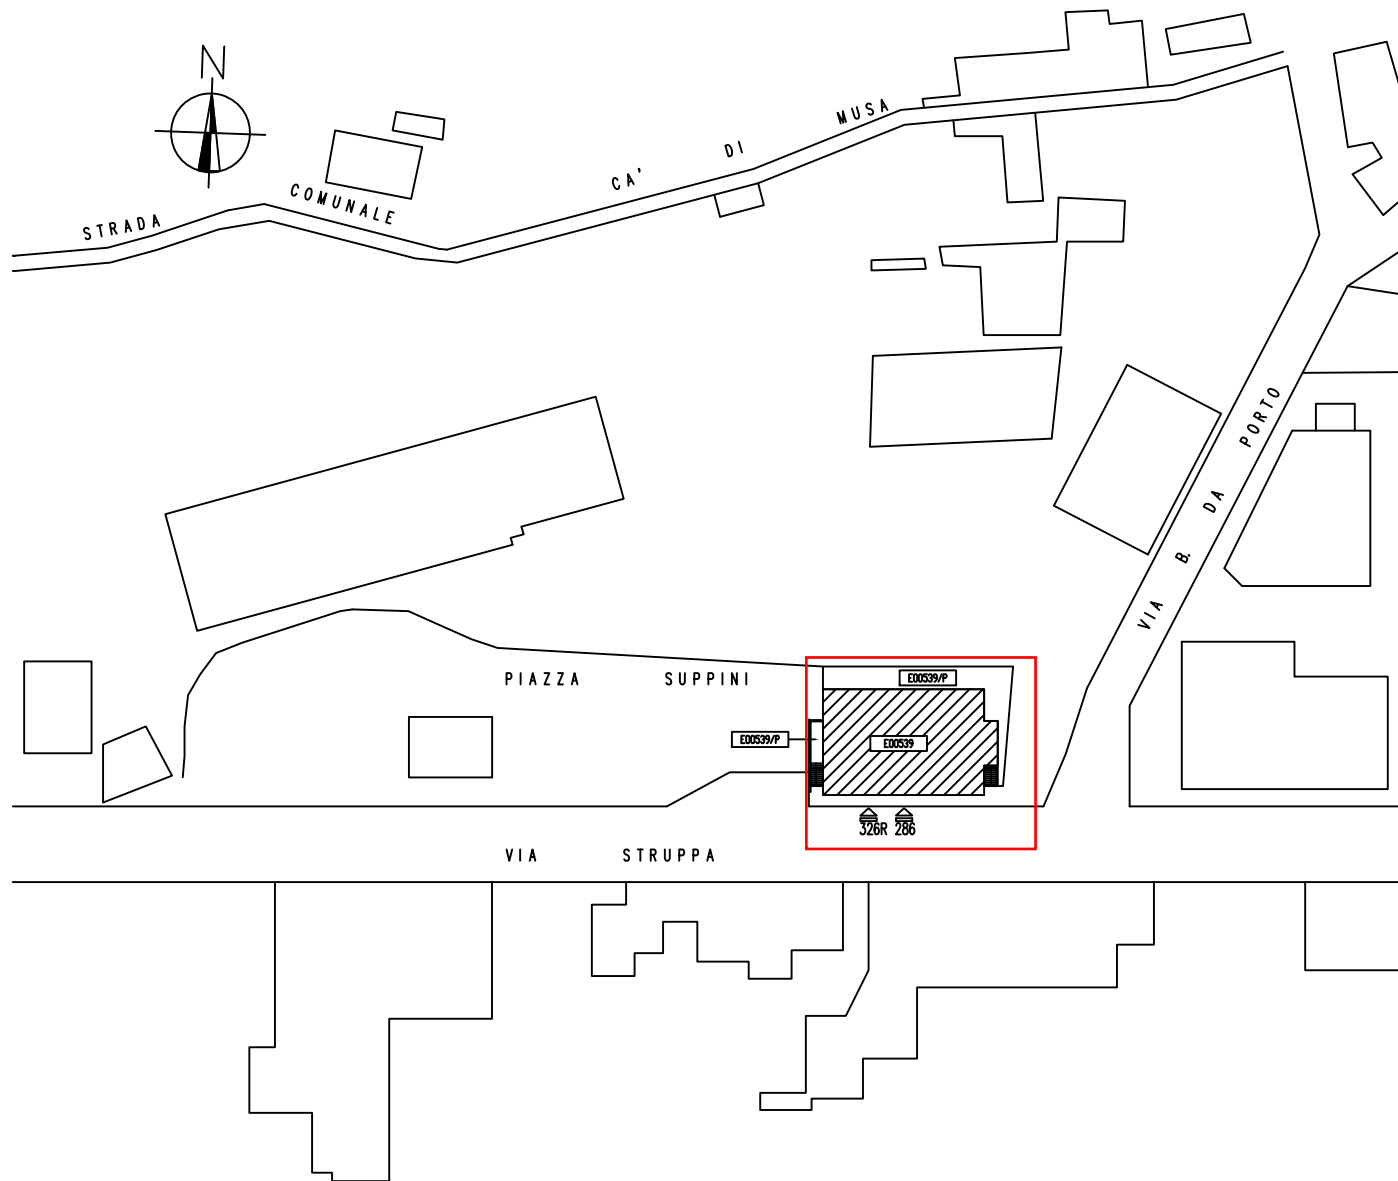 N
STRADA COMUNALE CA' DI MUSA
VIA B. DA PORTO
PIAZZA SUPPINI
E00539/P
E00539/P
E00539
326R 286
VIA STRUPPA